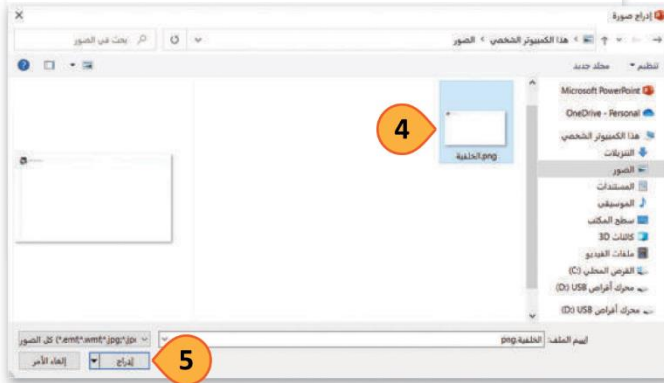 إدراج صورة
هذا الكمبيوتر الشخصي > الصور
بحث في الصور
تنظيم
مجلد جديد
Microsoft PowerPoint
OneDrive - Personal
هذا الكمبيوتر الشخصي
التنزيلات
الصور
المستندات
الموسيقى
سطح المكتب
كائنات 3D
ملفات الفيديو
القرص المحلي (C:)
محرك أقراص USB (D:)
محرك أقراص USB (D:)
4
الخلفية.png
اسم الملف:
الخلفية.png
كل الصور (*.emf;*.wmf;*.jpg;*.jp
5
إدراج
إلغاء الأمر